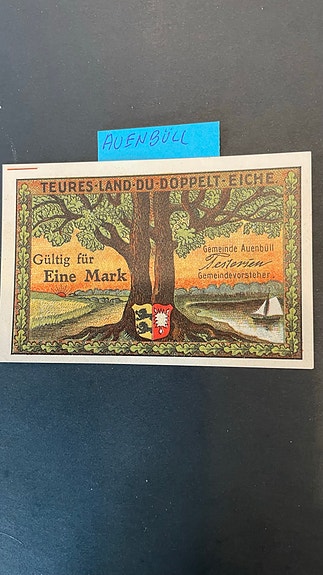 AUENBÜLL
TEURES·LAND·DU·DOPPELT·EICHE
Gültig für
Eine Mark
Gemeinde Auenbüll
Gemeindevorsteher.